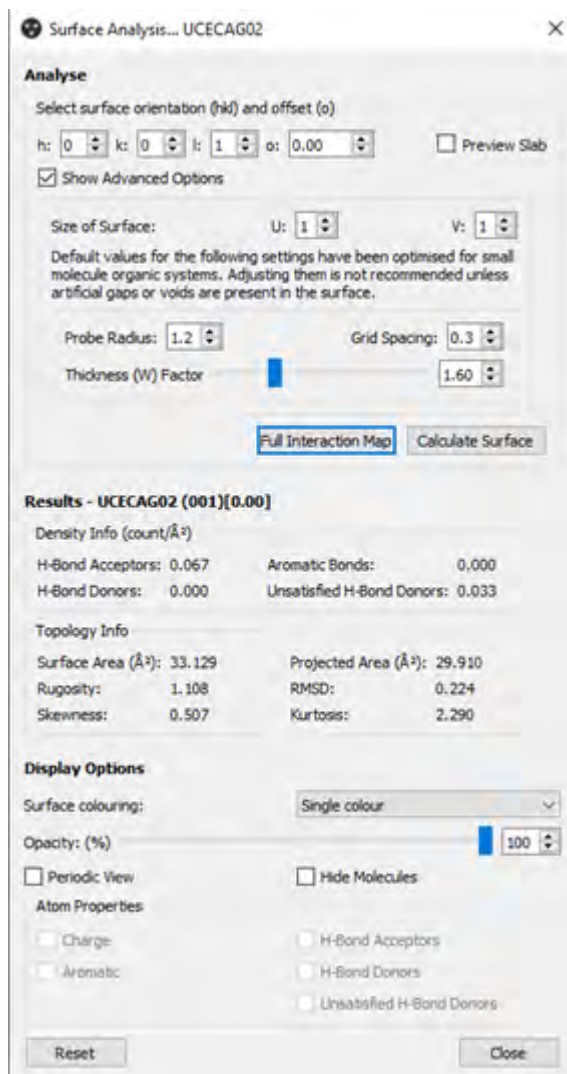 Surface Analysis... UCECAG02
Analyse
Select surface orientation (hkl) and offset (o)
h: 0 k: 0 l: 1 o: 0.00 Preview Slab
Show Advanced Options
Size of Surface: U: 1 V: 1
Default values for the following settings have been optimised for small
molecule organic systems. Adjusting them is not recommended unless
artificial gaps or voids are present in the surface.
Probe Radius: 1.2 Grid Spacing: 0.3
Thickness (W) Factor 1.60
Full Interaction Map Calculate Surface
Results - UCECAG02 (001)[0.00]
Density Info (count/Å²)
H-Bond Acceptors: 0.067 Aromatic Bonds: 0.000
H-Bond Donors: 0.000 Unsatisfied H-Bond Donors: 0.033
Topology Info
Surface Area (Å²): 33.129 Projected Area (Å²): 29.910
Rugosity: 1.108 RMSD: 0.224
Skewness: 0.507 Kurtosis: 2.290
Display Options
Surface colouring: Single colour
Opacity: (%) 100
Periodic View Hide Molecules
Atom Properties
Charge H-Bond Acceptors
Aromatic H-Bond Donors
Unsatisfied H-Bond Donors
Reset Close